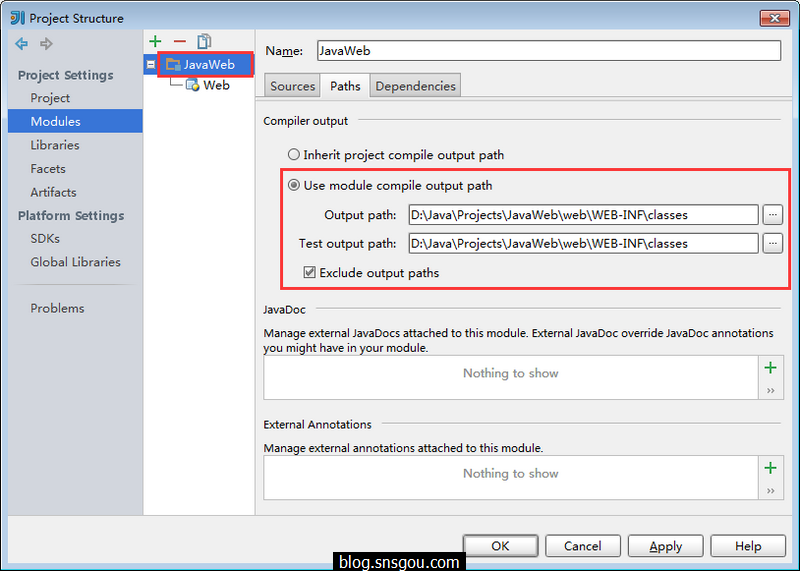 Project Structure
Project Settings
Project
Modules
Libraries
Facets
Artifacts
Platform Settings
SDKs
Global Libraries
Problems
JavaWeb
Web
Name: JavaWeb
Sources Paths Dependencies
Compiler output
Inherit project compile output path
Use module compile output path
Output path: D:\Java\Projects\JavaWeb\web\WEB-INF\classes ...
Test output path: D:\Java\Projects\JavaWeb\web\WEB-INF\classes ...
Exclude output paths
JavaDoc
Manage external JavaDocs attached to this module. External JavaDoc override JavaDoc annotations
you might have in your module.
Nothing to show
External Annotations
Manage external annotations attached to this module.
Nothing to show
OK Cancel Apply Help
blog.snsgou.com